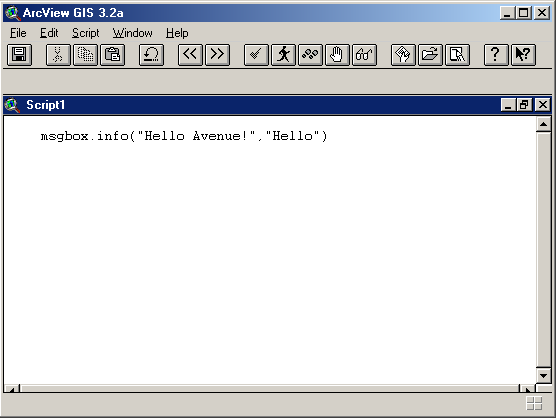 ArcView GIS 3.2a
File Edit Script Window Help
Script1
msgbox.info("Hello Avenue!","Hello")